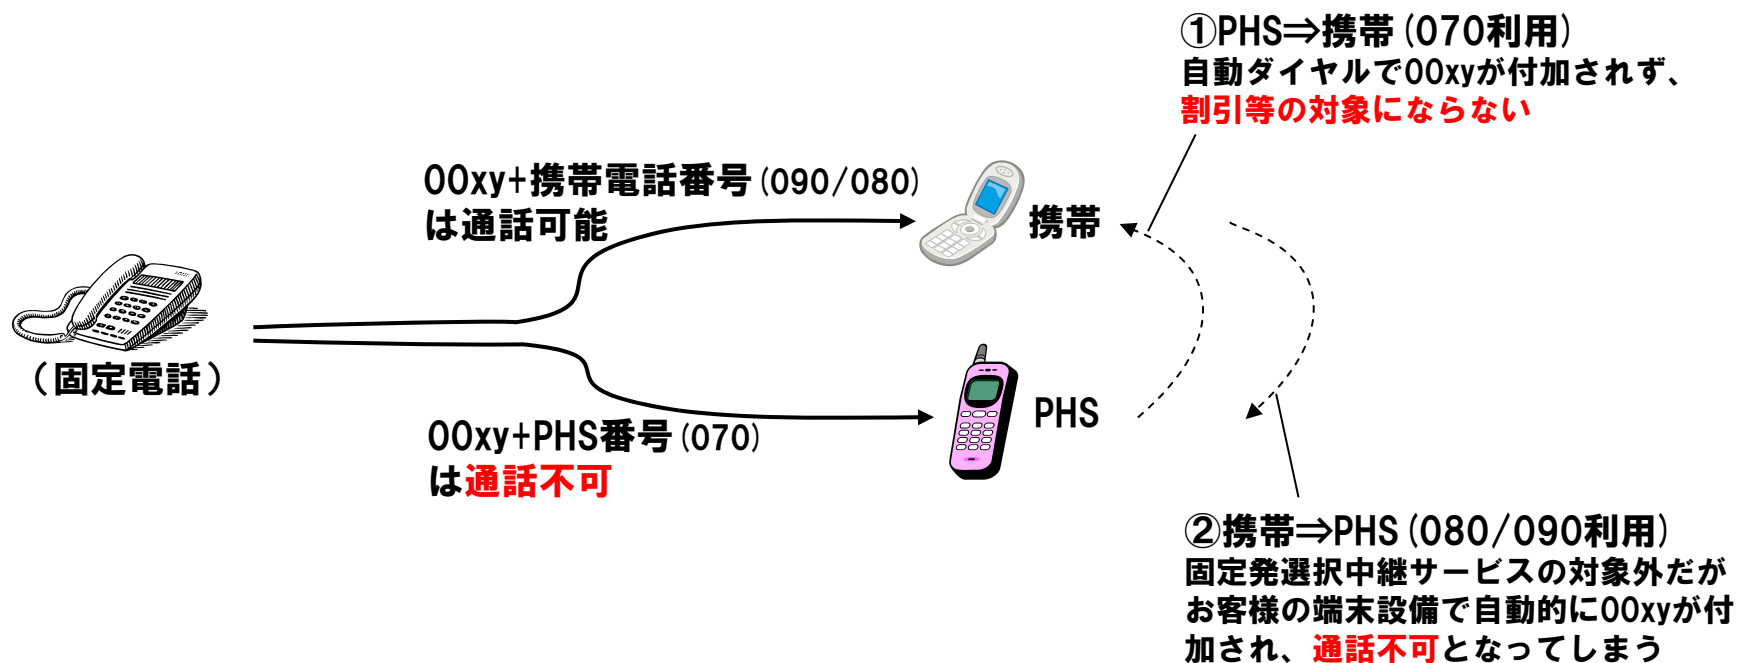 ①PHS⇒携帯(070利用)
自動ダイヤルで00xyが付加されず、
割引等の対象にならない
00xy+携帯電話番号(090/080)
は通話可能
携帯
(固定電話)
PHS
00xy+PHS番号(070)
は通話不可
②携帯⇒PHS(080/090利用)
固定発選択中継サービスの対象外だが
お客様の端末設備で自動的に00xyが付
加され、通話不可となってしまう